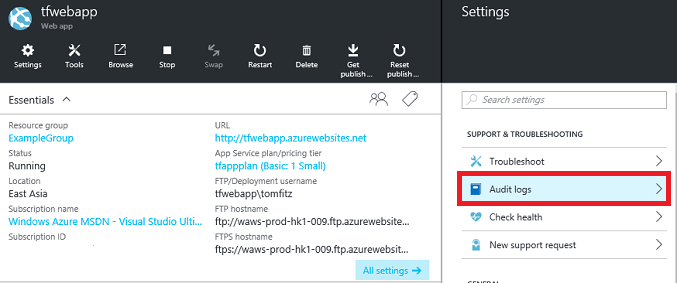 tfwebapp
Web app
Settings
Tools
Browse
Stop
Swap
Restart
Delete
Get publish...
Reset publish...
Essentials
Resource group
ExampleGroup
Status
Running
Location
East Asia
Subscription name
Windows Azure MSDN - Visual Studio Ulti...
Subscription ID
URL
http://tfwebapp.azurewebsites.net
App Service plan/pricing tier
tfappplan (Basic: 1 Small)
FTP/Deployment username
tfwebapp\tomfitz
FTP hostname
ftp://waws-prod-hk1-009.ftp.azurewebsite...
FTPS hostname
ftps://waws-prod-hk1-009.ftp.azurewebsi...
All settings
Settings
Search settings
SUPPORT & TROUBLESHOOTING
Troubleshoot
Audit logs
Check health
New support request
GENERAL